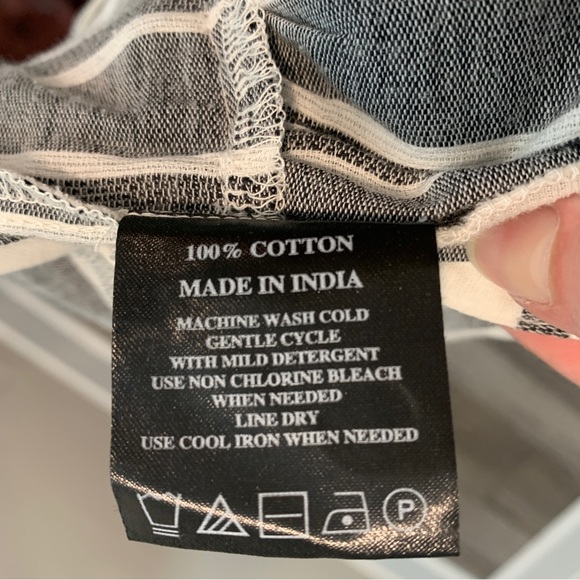 100% COTTON
MADE IN INDIA
MACHINE WASH COLD
GENTLE CYCLE
WITH MILD DETERGENT
USE NON CHLORINE BLEACH
WHEN NEEDED
LINE DRY
USE COOL IRON WHEN NEEDED
P